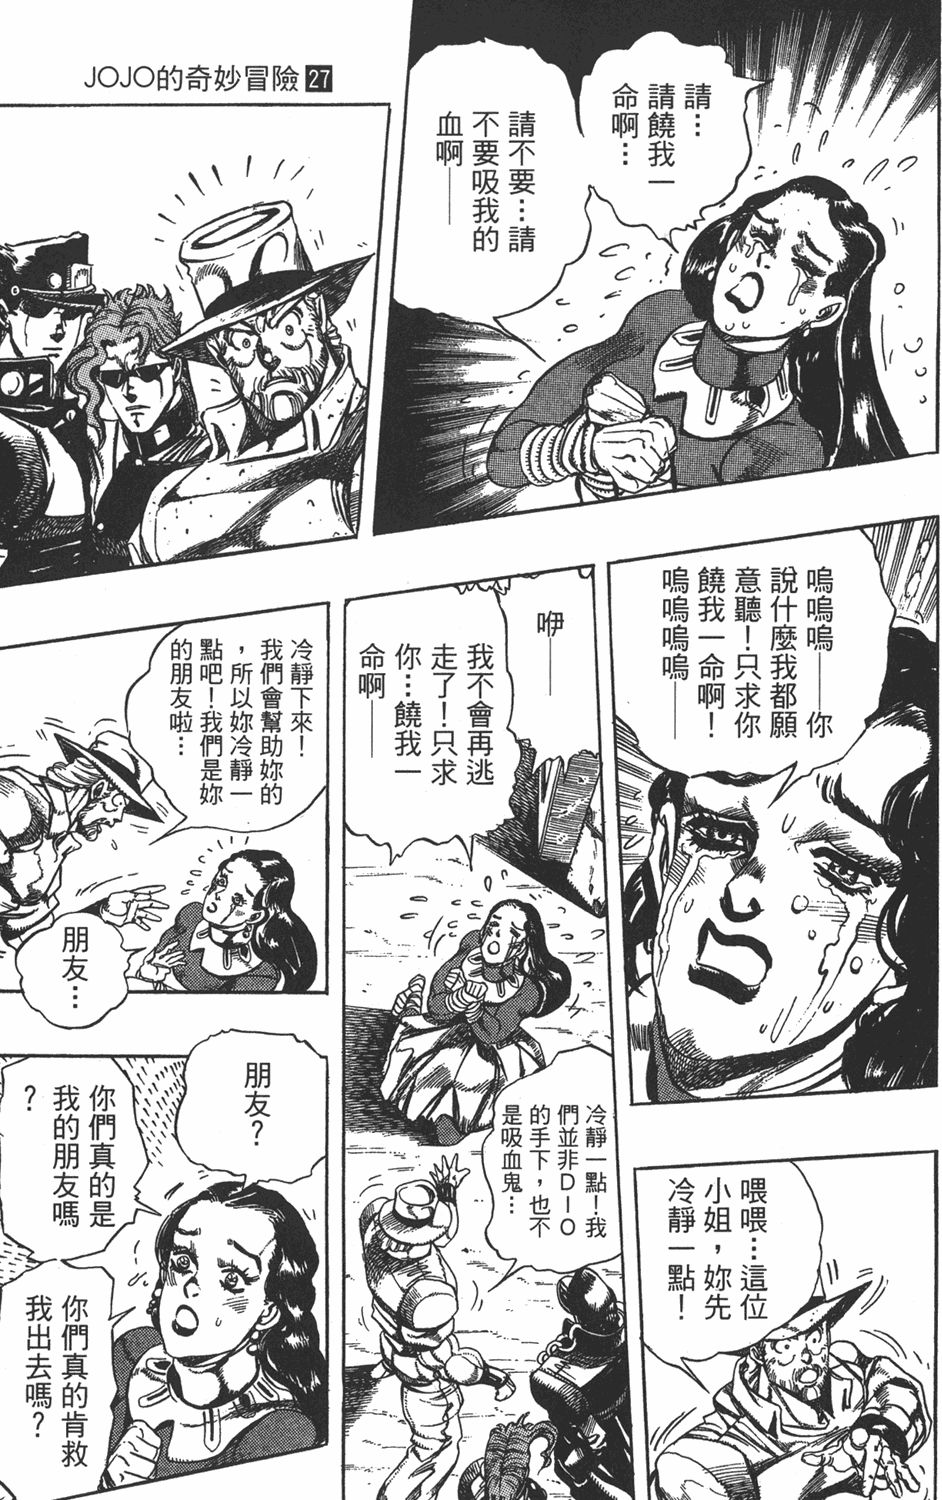 JOJO的奇妙冒險27
請…
請饒我一
命啊…
請不要…請
不要吸我的
血啊——
嗚嗚嗚——你
說什麼我都願
意聽！只求你
饒我一命啊！
嗚嗚嗚嗚——
咿——
我不會再逃
走了！只求
你…饒我一
命啊——
冷靜下來！
我們會幫助妳的
，所以妳冷靜一
點吧！我們是妳
的朋友啦…
朋友…
喂喂…這位
小姐，妳先
冷靜一點！
冷靜一點！我
們並非DIO
的手下，也不
是吸血鬼…
朋友？
你們真的是
我的朋友嗎
？
你們真的肯救
我出去嗎？